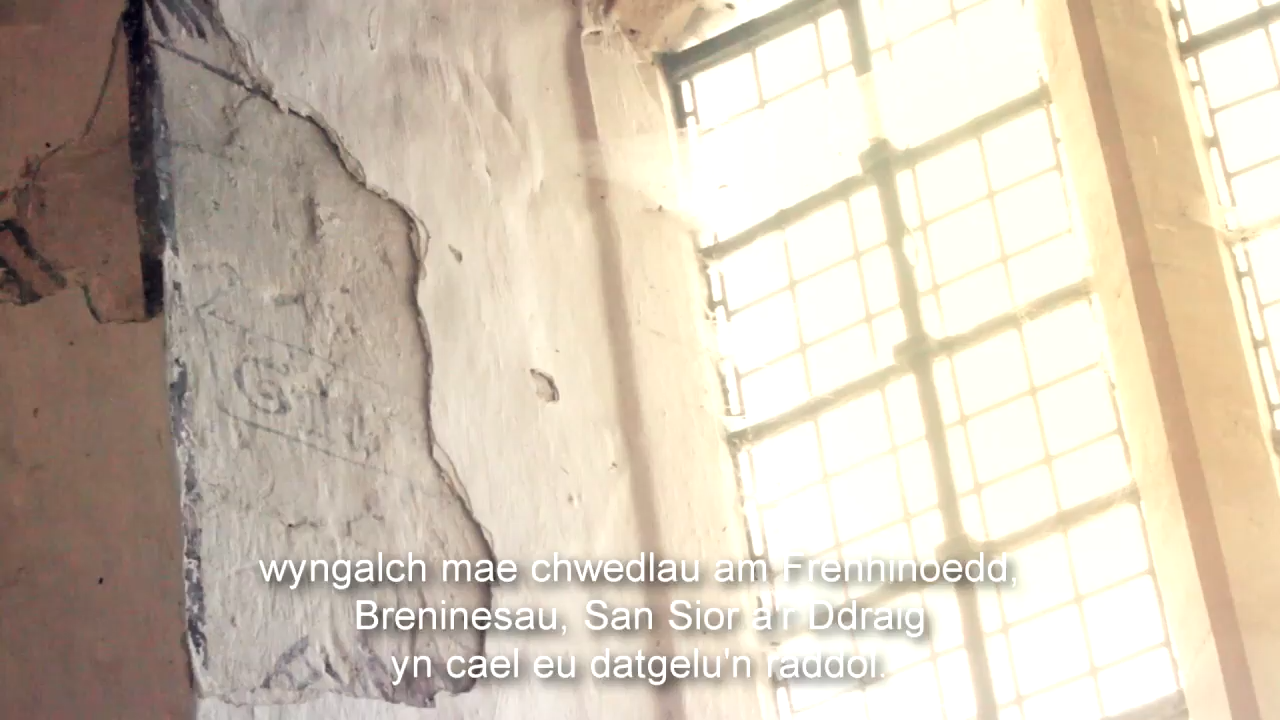 wyngalch mae chwedlau am Frenhinoedd,
Breninesau, San Sior a'r Ddraig
yn cael eu datgelu'n raddol.